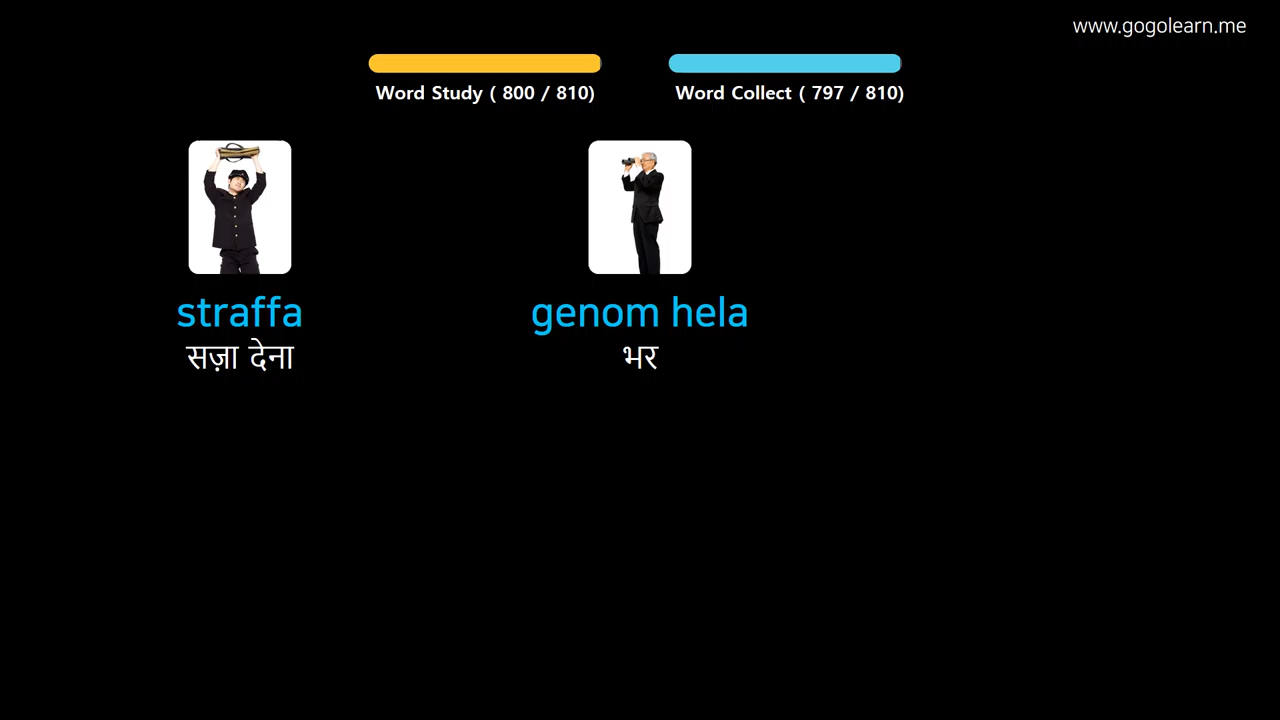 www.gogolearn.me
Word Study ( 800 / 810)
Word Collect ( 797 / 810)
straffa
सज़ा देना
genom hela
भर